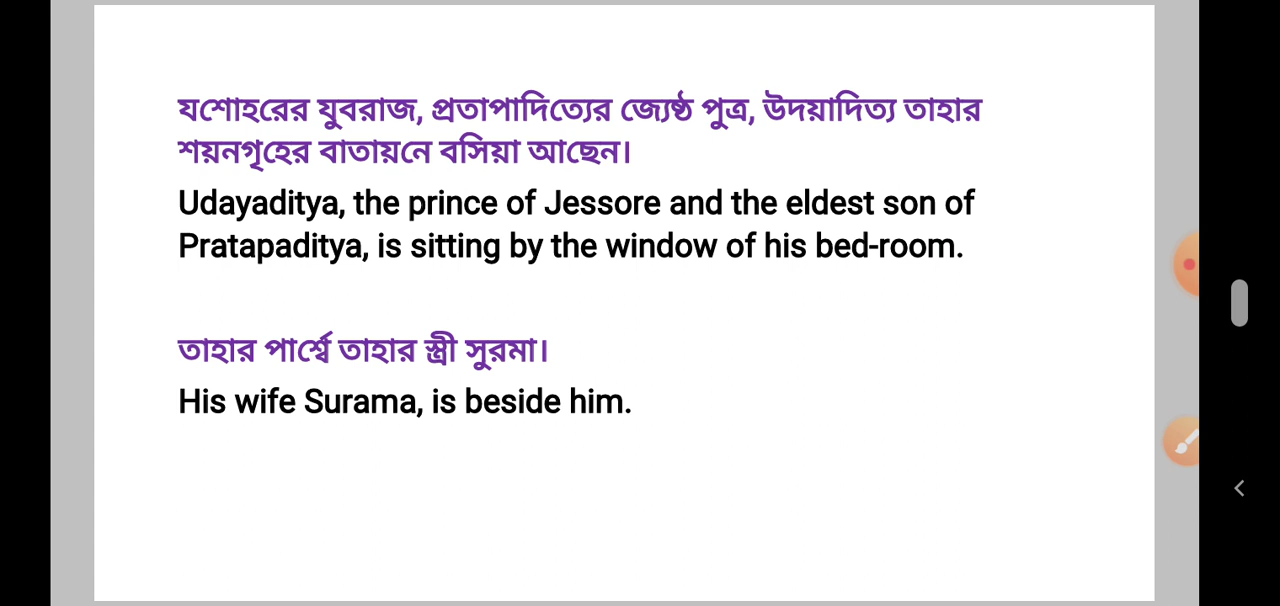 যশোহরের যুবরাজ, প্রতাপাদিত্যের জ্যেষ্ঠ পুত্র, উদয়াদিত্য তাহার
শয়নগৃহের বাতায়নে বসিয়া আছেন।
Udayaditya, the prince of Jessore and the eldest son of
Pratapaditya, is sitting by the window of his bed-room.
তাহার পার্শ্বে তাহার স্ত্রী সুরমা।
His wife Surama, is beside him.